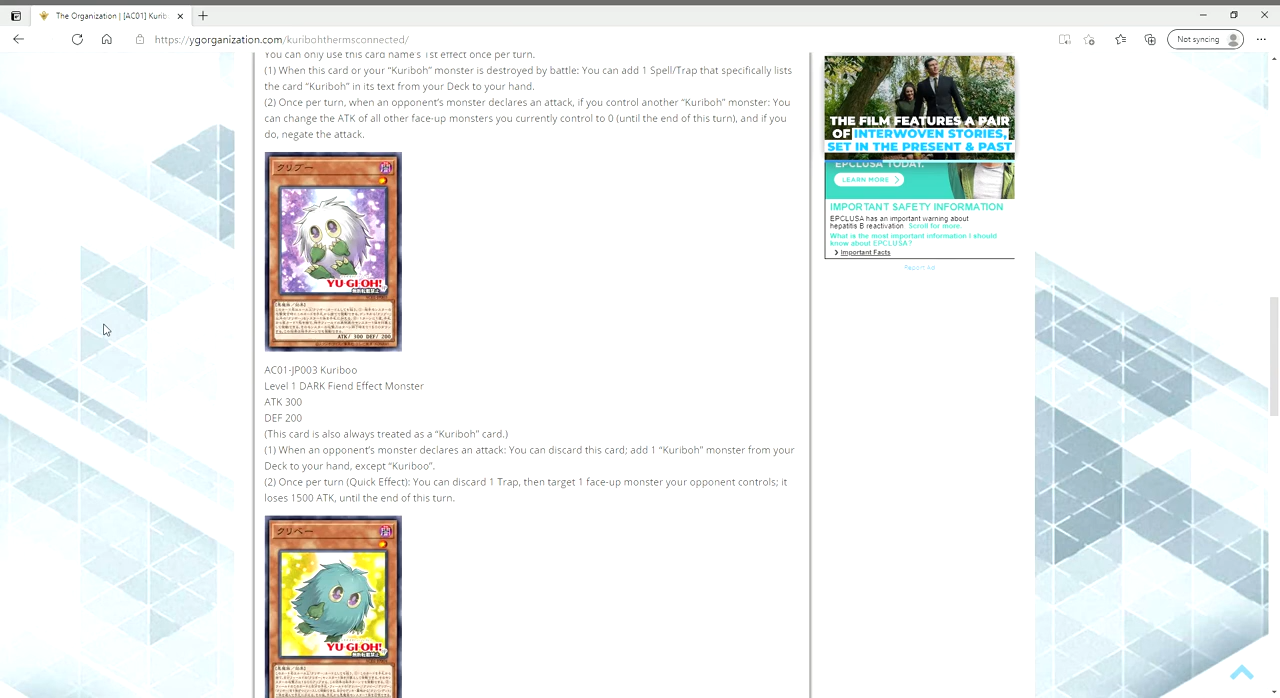 The Organization | [AC01] Kurib
https://ygorganization.com/kuribohthermsconnected/
Not syncing
You can only use this card name's 1st effect once per turn.
(1) When this card or your “Kuriboh” monster is destroyed by battle: You can add 1 Spell/Trap that specifically lists
the card “Kuriboh” in its text from your Deck to your hand.
(2) Once per turn, when an opponent’s monster declares an attack, if you control another “Kuriboh” monster: You
can change the ATK of all other face-up monsters you currently control to 0 (until the end of this turn), and if you
do, negate the attack.
クリブー
YU-GI-OH!
ATK/ 300 DEF/ 200
AC01-JP003 Kuriboo
Level 1 DARK Fiend Effect Monster
ATK 300
DEF 200
(This card is also always treated as a “Kuriboh” card.)
(1) When an opponent’s monster declares an attack: You can discard this card; add 1 “Kuriboh” monster from your
Deck to your hand, except “Kuriboo”.
(2) Once per turn (Quick Effect): You can discard 1 Trap, then target 1 face-up monster your opponent controls; it
loses 1500 ATK, until the end of this turn.
クリベー
YU-GI-OH!
THE FILM FEATURES A PAIR
OF INTERWOVEN STORIES,
SET IN THE PRESENT & PAST
EPCLUSA TODAY.
LEARN MORE
IMPORTANT SAFETY INFORMATION
EPCLUSA has an important warning about
hepatitis B reactivation Scroll for more.
What is the most important information I should
know about EPCLUSA?
Important Facts
Report Ad